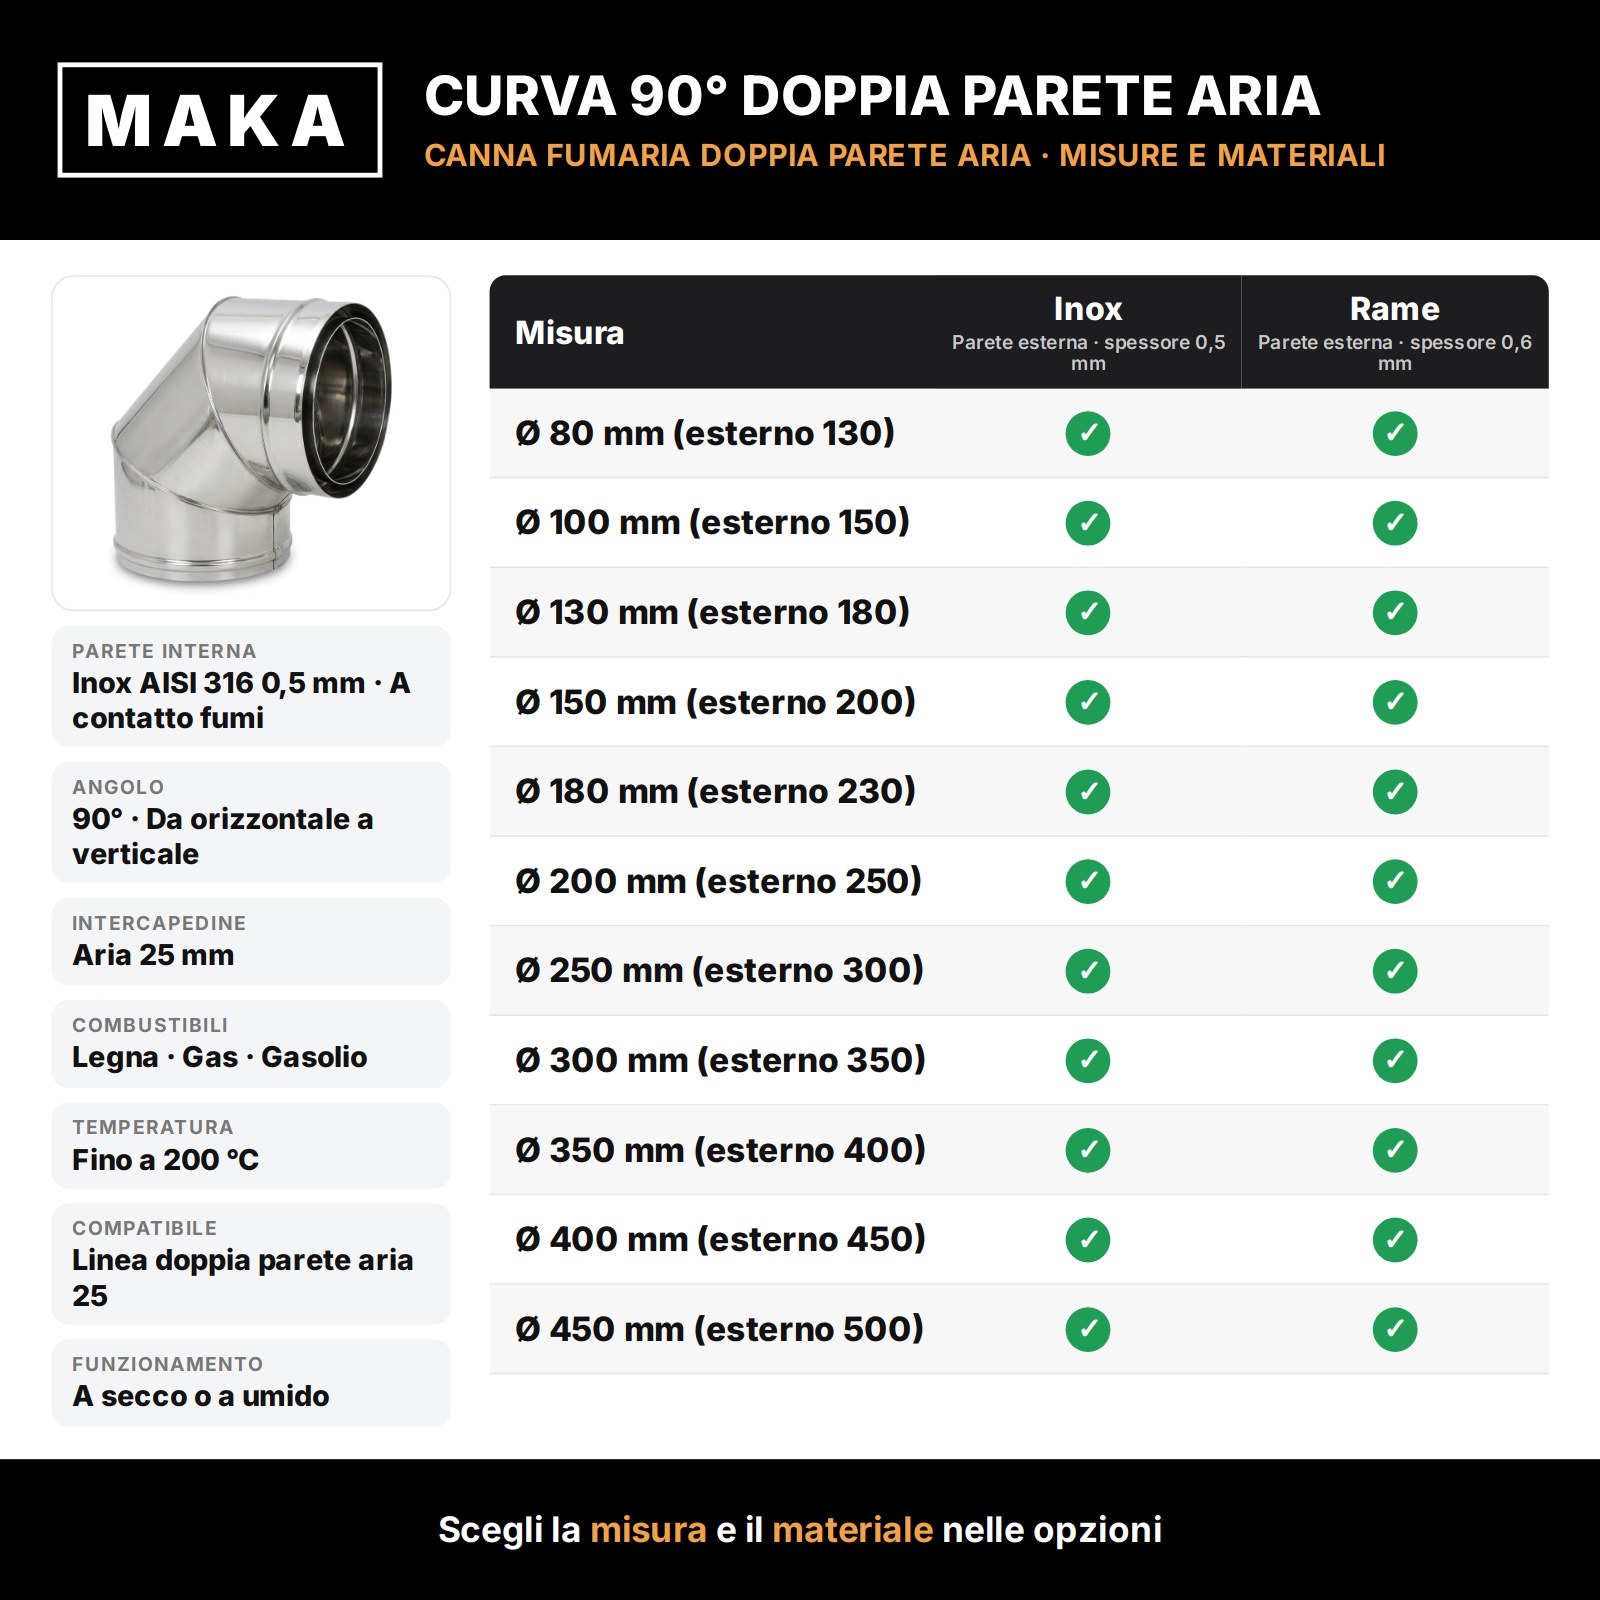 MAKA
CURVA 90° DOPPIA PARETE ARIA
CANNA FUMARIA DOPPIA PARETE ARIA · MISURE E MATERIALI
PARETE INTERNA
Inox AISI 316 0,5 mm · A
contatto fumi
ANGOLO
90° · Da orizzontale a
verticale
INTERCAPEDINE
Aria 25 mm
COMBUSTIBILI
Legna · Gas · Gasolio
TEMPERATURA
Fino a 200 °C
COMPATIBILE
Linea doppia parete aria
25
FUNZIONAMENTO
A secco o a umido
Misura
Inox
Parete esterna · spessore 0,5
mm
Rame
Parete esterna · spessore 0,6
mm
Ø 80 mm (esterno 130) ✓ ✓
Ø 100 mm (esterno 150) ✓ ✓
Ø 130 mm (esterno 180) ✓ ✓
Ø 150 mm (esterno 200) ✓ ✓
Ø 180 mm (esterno 230) ✓ ✓
Ø 200 mm (esterno 250) ✓ ✓
Ø 250 mm (esterno 300) ✓ ✓
Ø 300 mm (esterno 350) ✓ ✓
Ø 350 mm (esterno 400) ✓ ✓
Ø 400 mm (esterno 450) ✓ ✓
Ø 450 mm (esterno 500) ✓ ✓
Scegli la misura e il materiale nelle opzioni